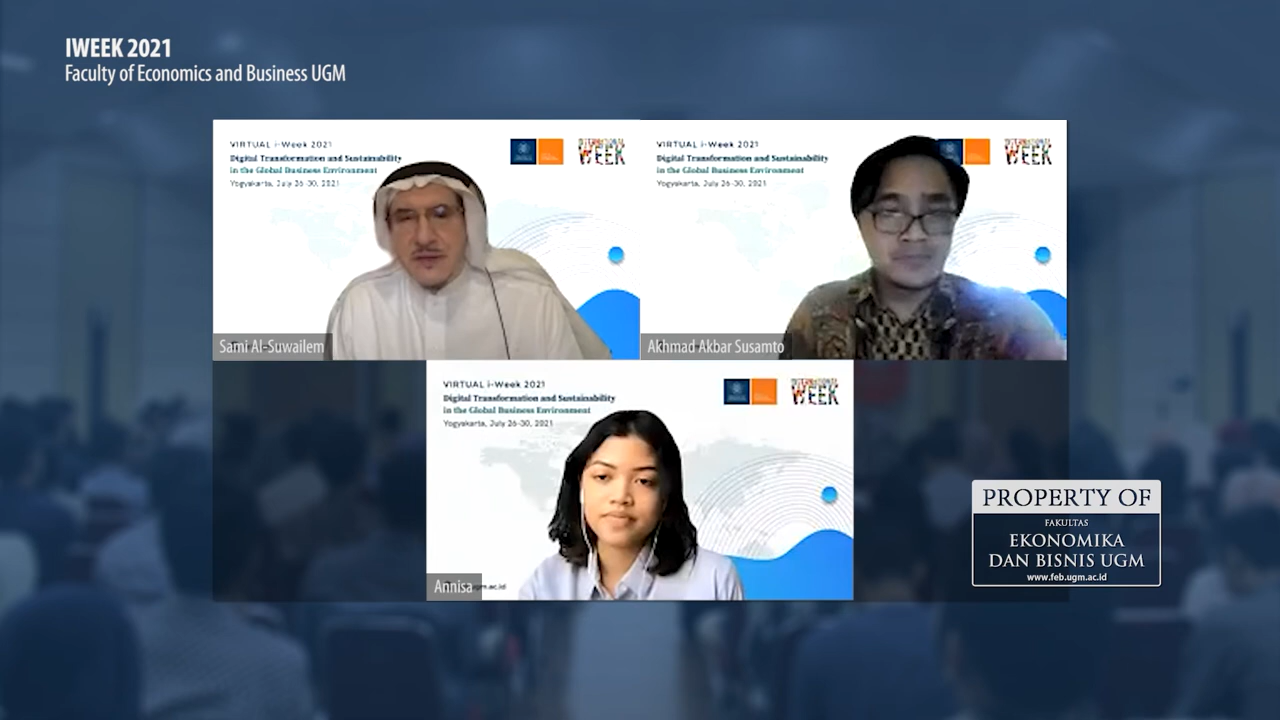 IWEEK 2021
Faculty of Economics and Business UGM
VIRTUAL i-Week 2021
Digital Transformation and Sustainability
in the Global Business Environment
Yogyakarta, July 26-30, 2021
WEEK
Sami Al-Suwailem
VIRTUAL i-Week 2021
Digital Transformation and Sustainability
in the Global Business Environment
Yogyakarta, July 26-30, 2021
WEEK
Akhmad Akbar Susamto
VIRTUAL i-Week 2021
Digital Transformation and Sustainability
in the Global Business Environment
Yogyakarta, July 26-30, 2021
INTERNATIONAL
WEEK
Annisa
gm.ac.id
PROPERTY OF
FAKULTAS
EKONOMIKA
DAN BISNIS UGM
www.feb.ugm.ac.id